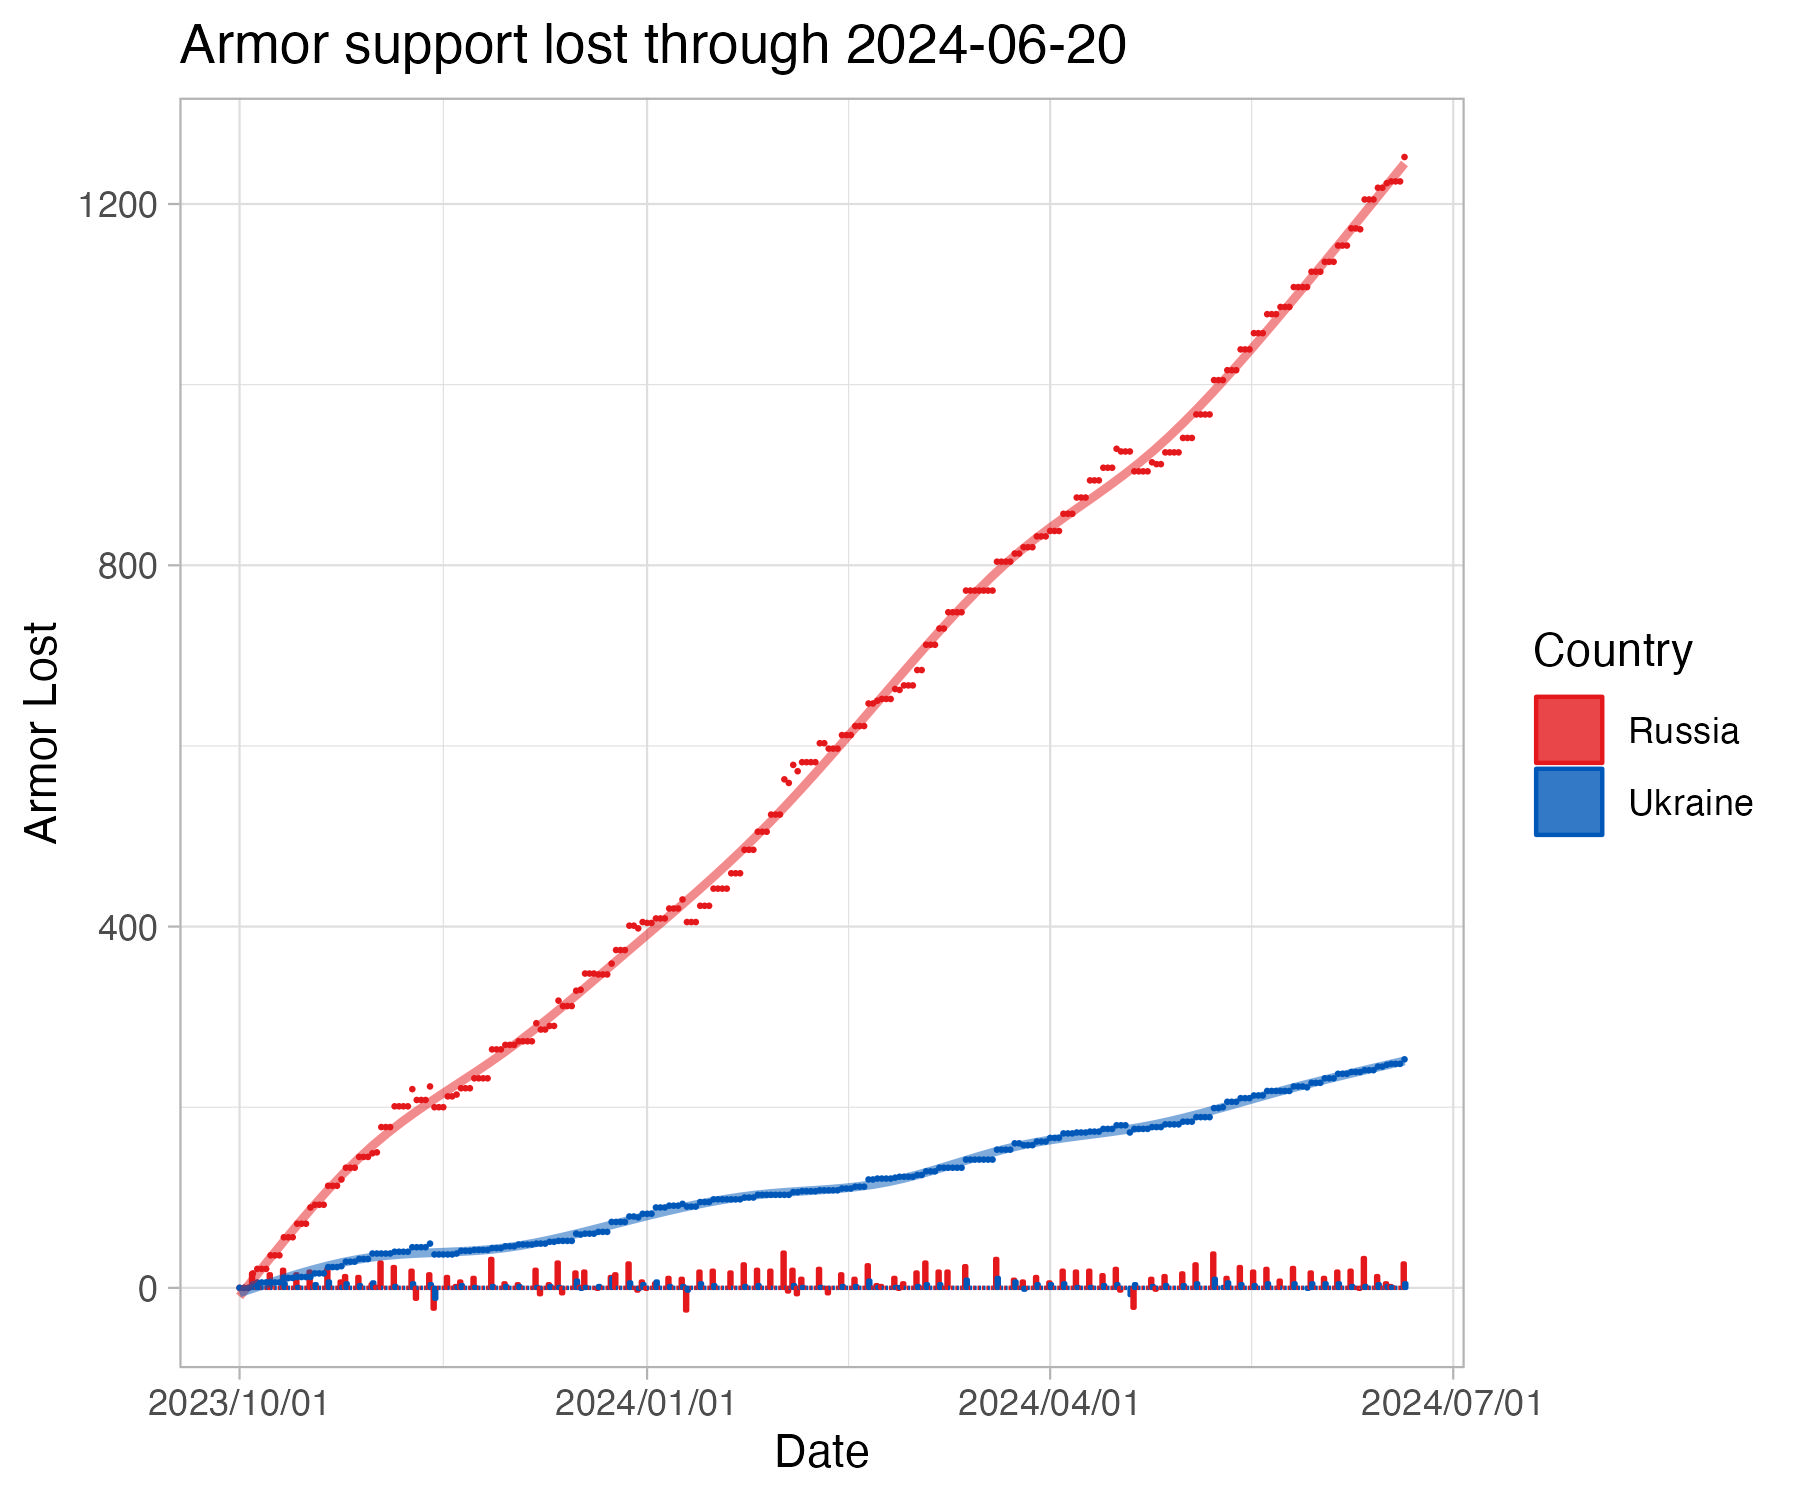 Armor support lost through 2024-06-20
Armor Lost
1200
800
400
0
2023/10/01
2024/01/01
2024/04/01
2024/07/01
Date
Country
Russia
Ukraine